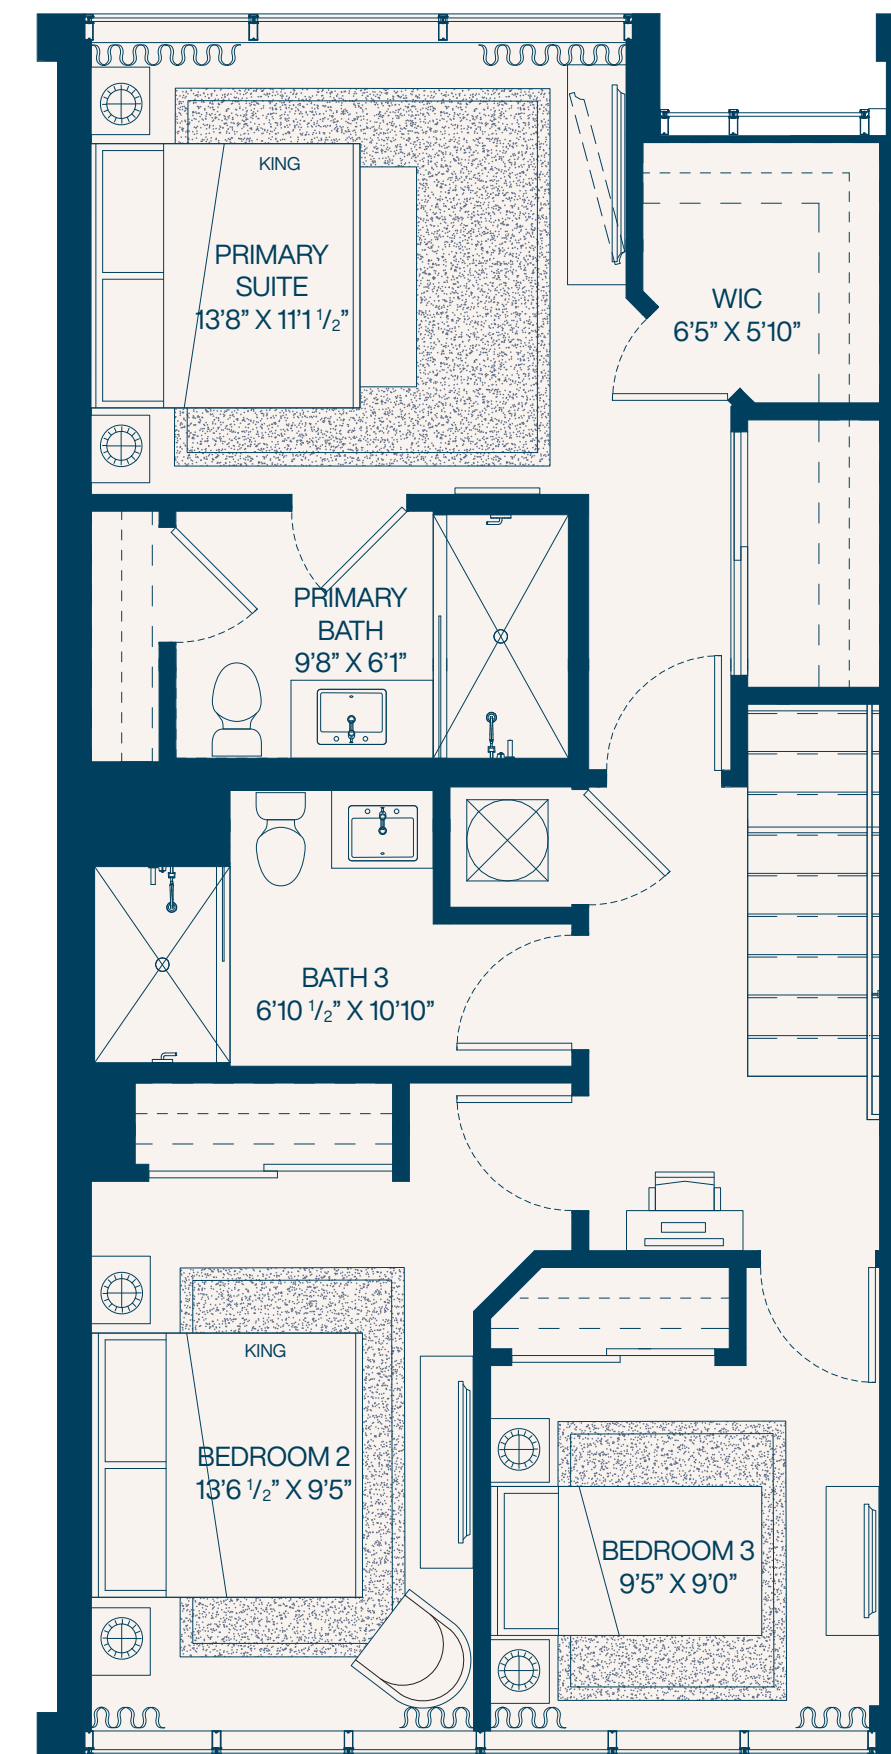 KING
PRIMARY
SUITE
13'8" X 11'1 1/2"
WIC
6'5" X 5'10"
PRIMARY
BATH
9'8" X 6'1"
BATH 3
6'10 1/2" X 10'10"
KING
BEDROOM 2
13'6 1/2" X 9'5"
BEDROOM 3
9'5" X 9'0"